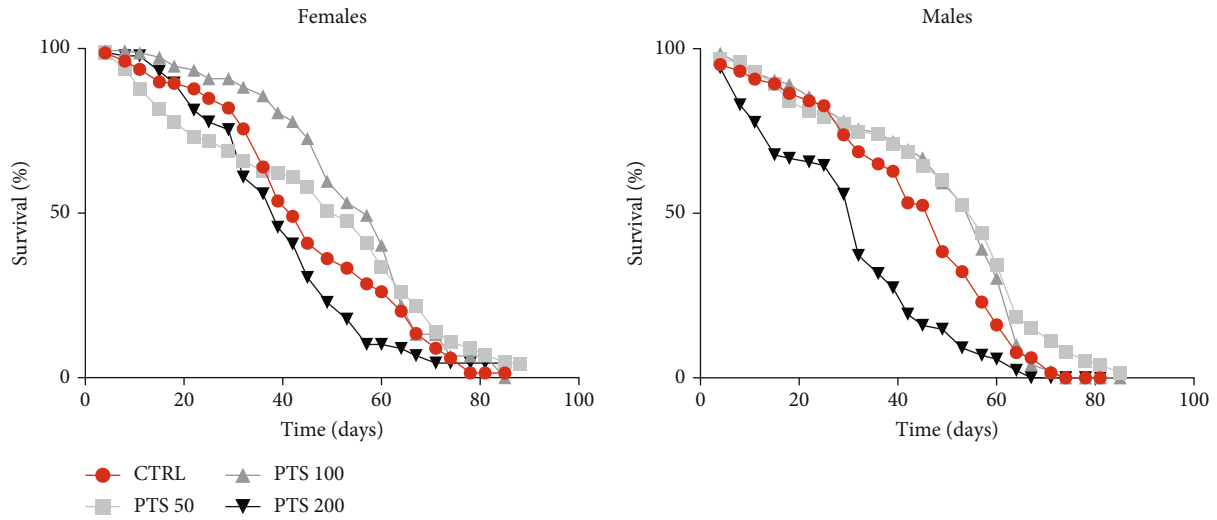 Females
Males
100
50
0
Survival (%)
0 20 40 60 80 100
Time (days)
100
50
0
Survival (%)
0 20 40 60 80 100
Time (days)
CTRL
PTS 50
PTS 100
PTS 200